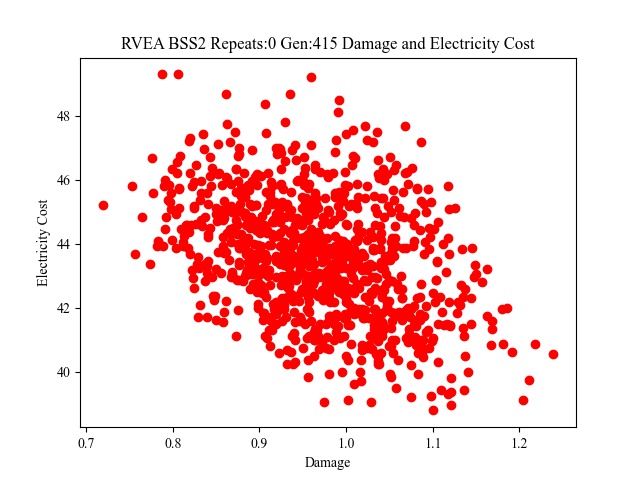 RVEA BSS2 Repeats:0 Gen:415 Damage and Electricity Cost
48
46
44
42
40
Electricity Cost
0.7 0.8 0.9 1.0 1.1 1.2
Damage